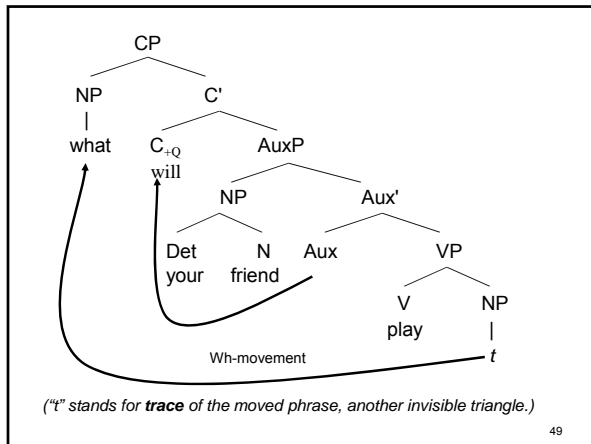 CP
NP C'
what C+Q AuxP
will
NP Aux'
Det N Aux VP
your friend
V NP
play
Wh-movement t
("t" stands for trace of the moved phrase, another invisible triangle.)
49